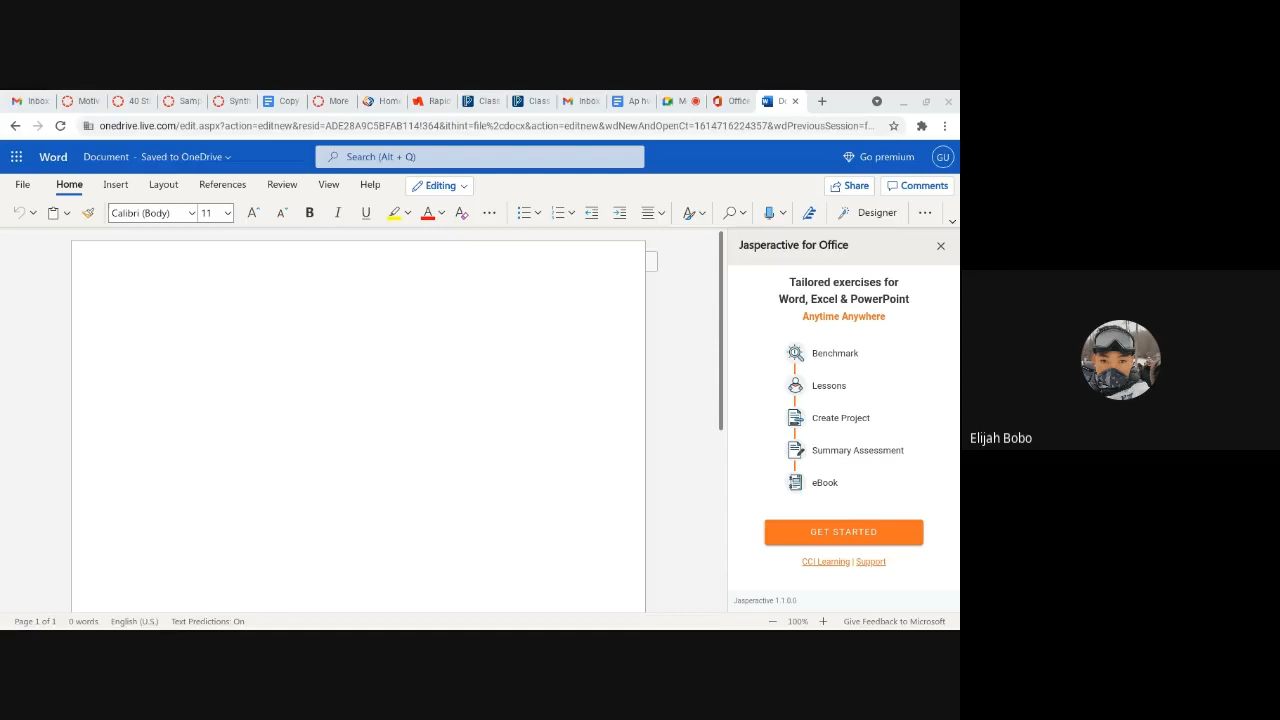 Inbox Motiv 40 St Samp Synth Copy More Home Rapid Class Class Inbox Ap hw M Office Do
onedrive.live.com/edit.aspx?action=editnew&resid=ADE28A9C5BFAB114!364&ithint=file%2cdocx&action=editnew&wdNewAndOpenCt=1614716224357&wdPreviousSession=f...
Word Document - Saved to OneDrive Search (Alt + Q) Go premium GU
File Home Insert Layout References Review View Help Editing Share Comments
Calibri (Body) 11 A A B I U A A Designer
Jasperactive for Office
Tailored exercises for
Word, Excel & PowerPoint
Anytime Anywhere
Benchmark
Lessons
Create Project
Summary Assessment
eBook
GET STARTED
CCI Learning | Support
Jasperactive 1.1.0.0
Page 1 of 1 0 words English (U.S.) Text Predictions: On 100% Give Feedback to Microsoft
Elijah Bobo